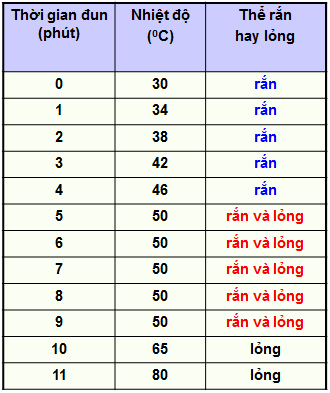 Thời gian đun Nhiệt độ Thể rắn
(phút) (⁰C) hay lỏng
0 30 rắn
1 34 rắn
2 38 rắn
3 42 rắn
4 46 rắn
5 50 rắn và lỏng
6 50 rắn và lỏng
7 50 rắn và lỏng
8 50 rắn và lỏng
9 50 rắn và lỏng
10 65 lỏng
11 80 lỏng